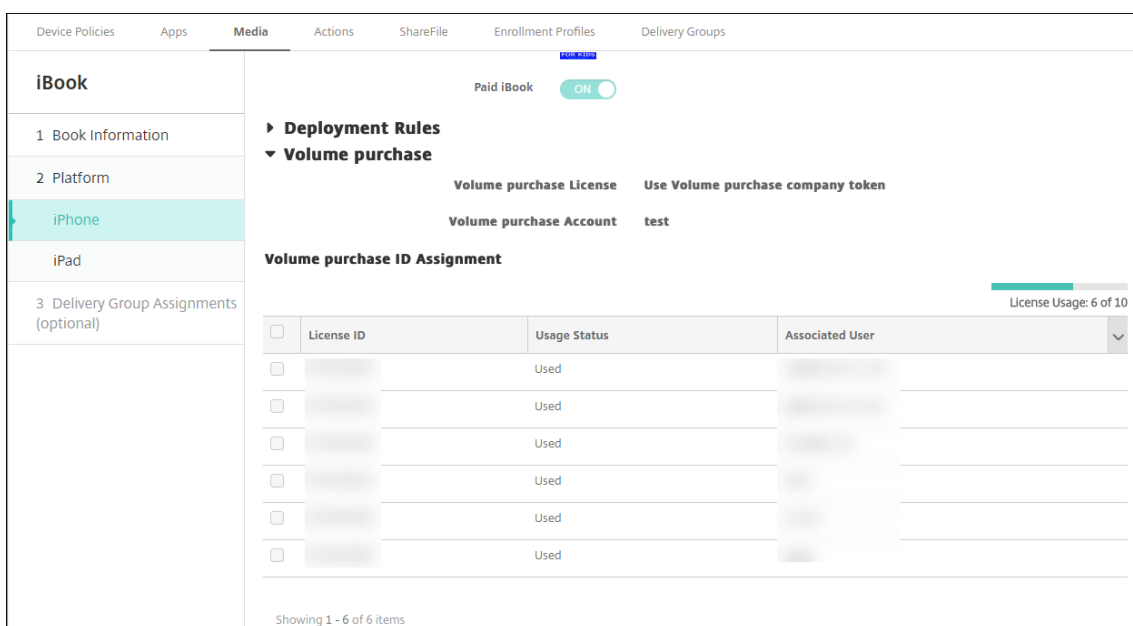 Device Policies Apps Media Actions ShareFile Enrollment Profiles Delivery Groups
iBook
1 Book Information
2 Platform
iPhone
iPad
3 Delivery Group Assignments
(optional)
FOR KIDS
Paid iBook ON
Deployment Rules
Volume purchase
Volume purchase License Use Volume purchase company token
Volume purchase Account test
Volume purchase ID Assignment
License Usage: 6 of 10
License ID Usage Status Associated User
Used
Used
Used
Used
Used
Used
Showing 1 - 6 of 6 items